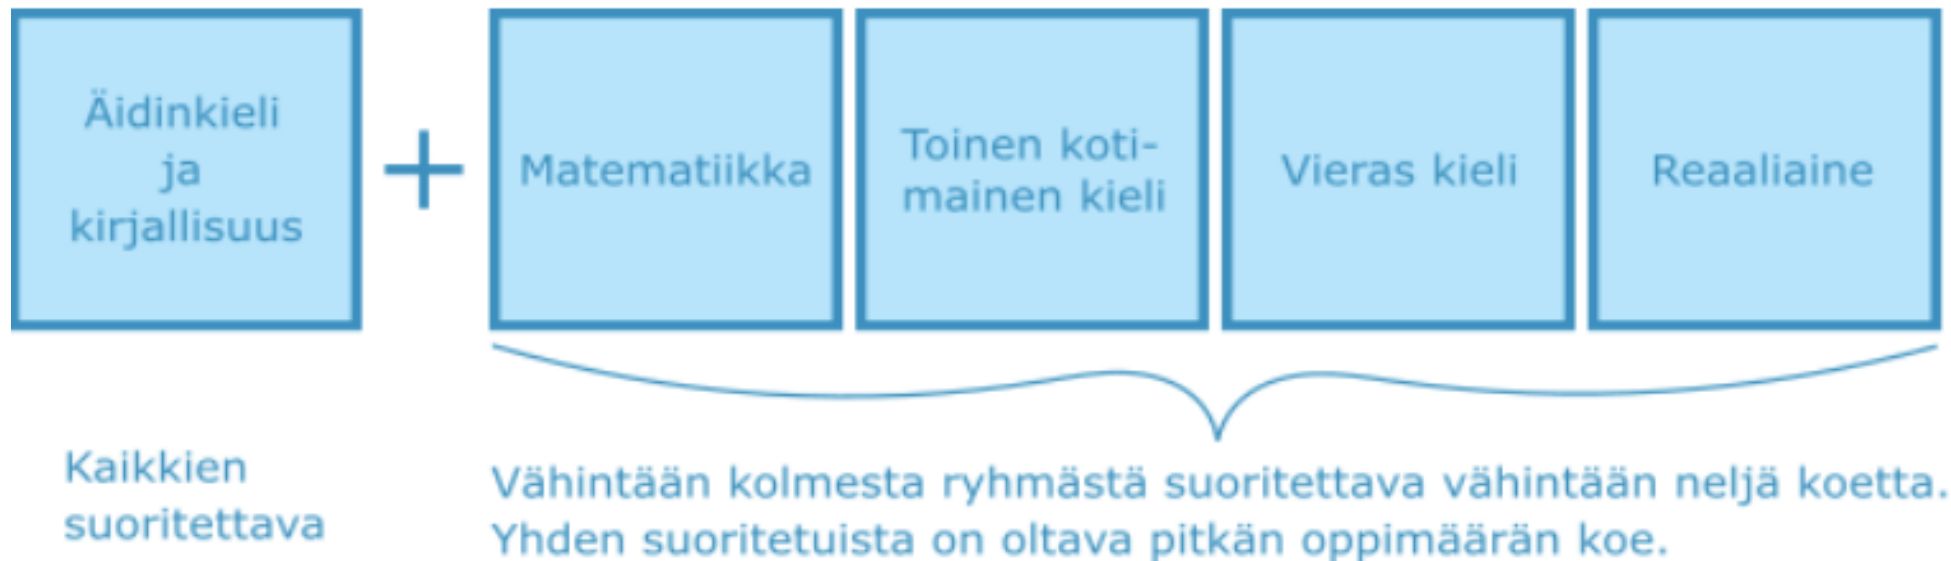 Äidinkieli
ja
kirjallisuus
+
Matematiikka
Toinen koti-
mainen kieli
Vieras kieli
Reaaliaine
Kaikkien
suoritettava
Vähintään kolmesta ryhmästä suoritettava vähintään neljä koetta.
Yhden suoritetuista on oltava pitkän oppimäärän koe.